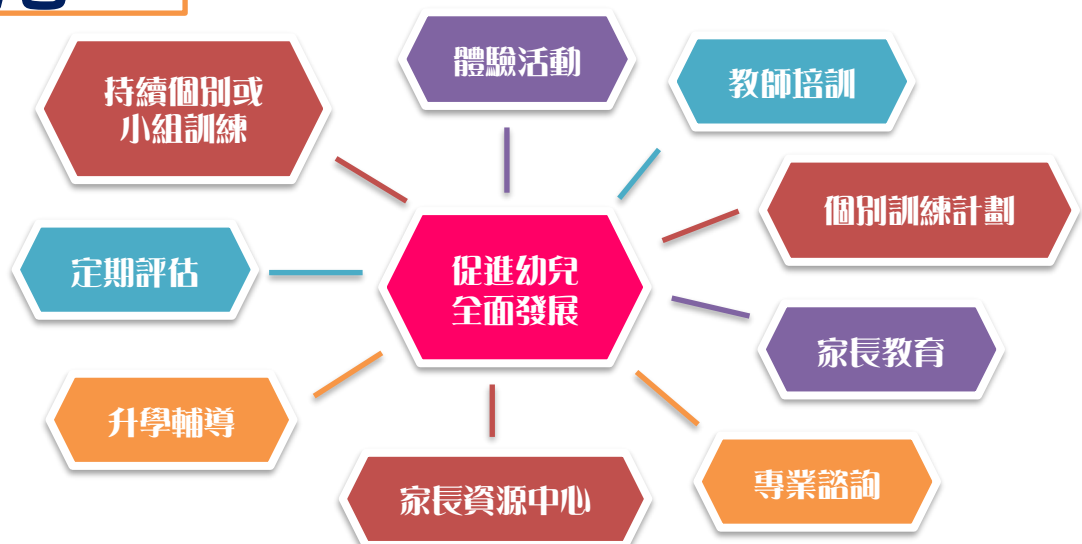 體驗活動
教師培訓
持續個別或
小組訓練
個別訓練計劃
定期評估
促進幼兒
全面發展
家長教育
升學輔導
專業諮詢
家長資源中心